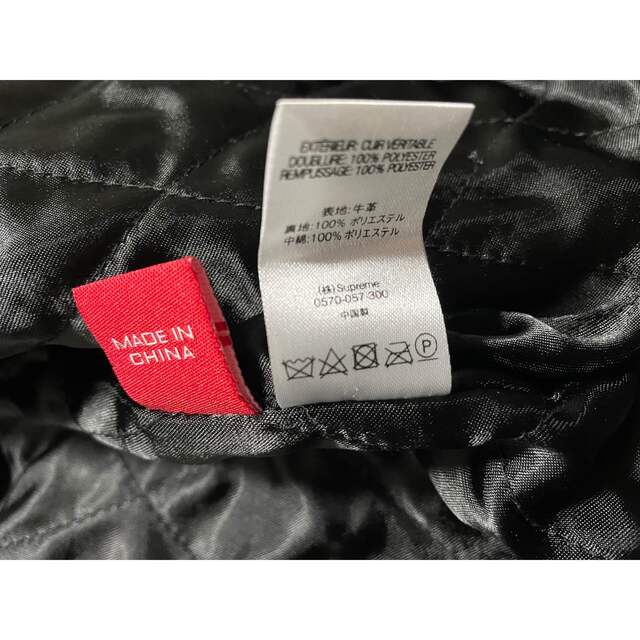 EXTÉRIEUR: CUIR VÉRITABLE
DOUBLURE: 100% POLYESTER
REMPLISSAGE: 100% POLYESTER
表地: 牛革
裏地: 100% ポリエステル
中綿: 100% ポリエステル
(株) Supreme
0570-057-300
中国製
P
MADE IN
CHINA